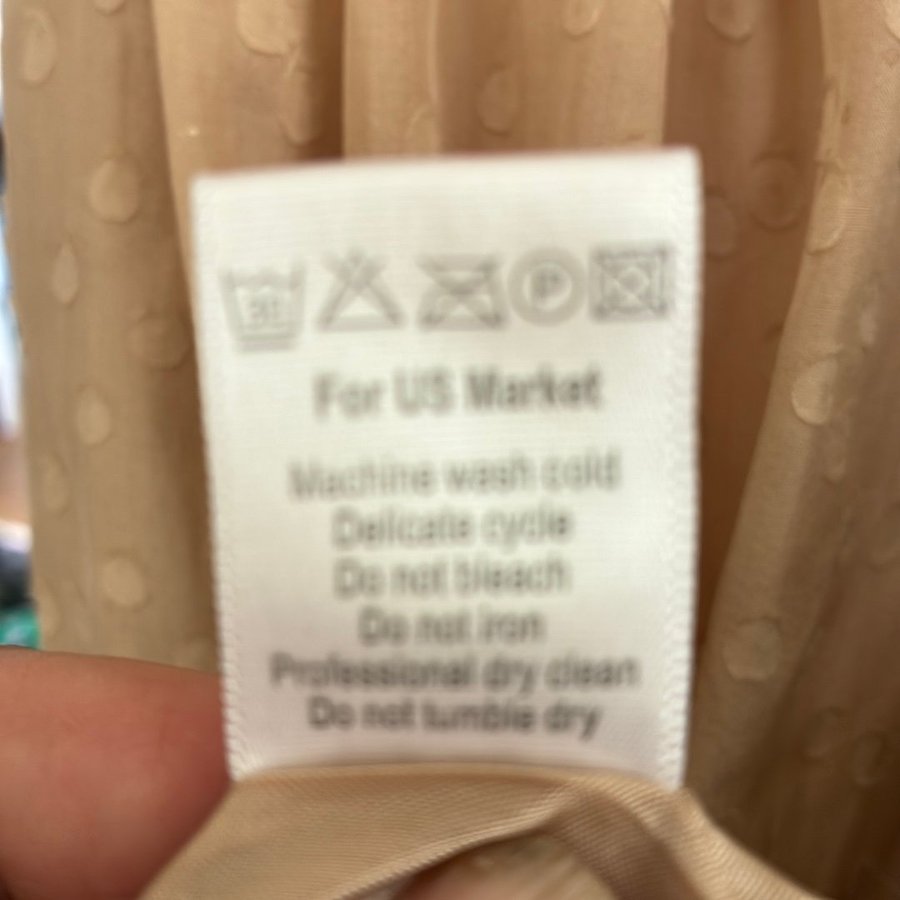 30 P
For US Market
Machine wash cold
Delicate cycle
Do not bleach
Do not iron
Professional dry clean
Do not tumble dry